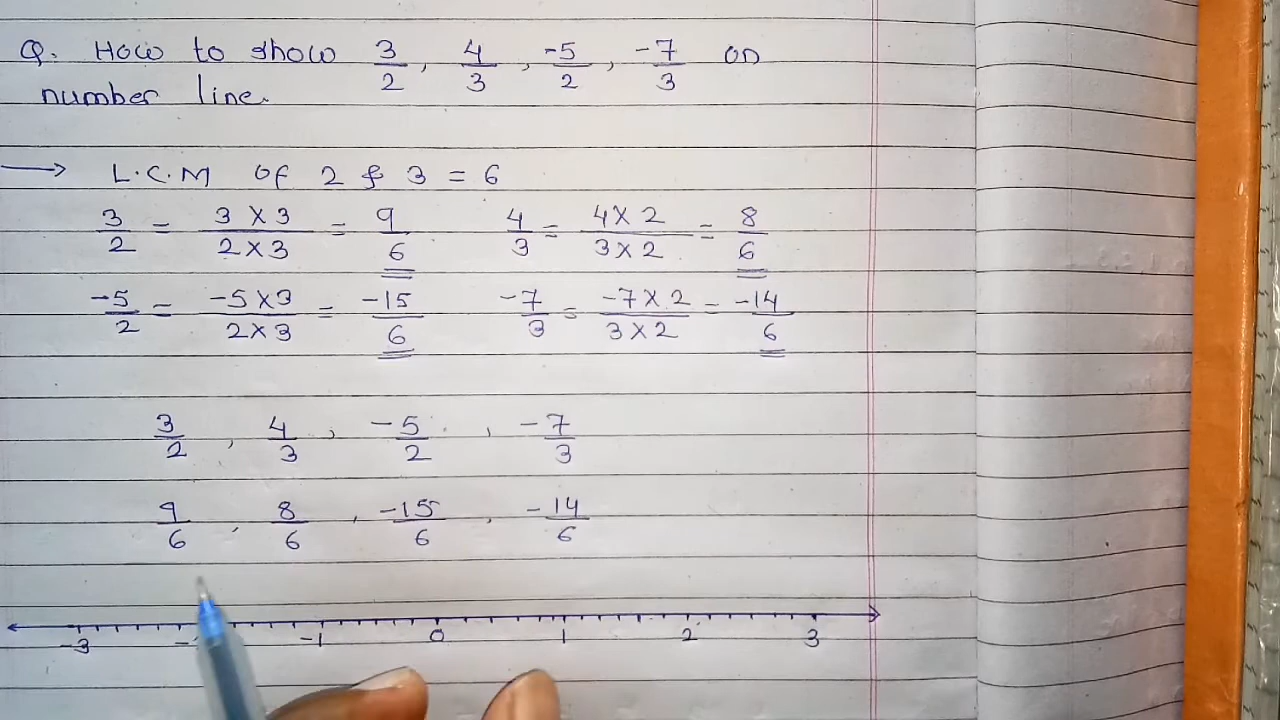 Q. How to show 3/2, 4/3, -5/2, -7/3 on
number line.
→ L.C.M of 2 & 3 = 6
3/2 = 3 X 3/2 X 3 = 9/6 4/3 = 4 X 2/3 X 2 = 8/6
-5/2 = -5 X 3/2 X 3 = -15/6 -7/3 = -7 X 2/3 X 2 = -14/6
3/2, 4/3, -5/2, -7/3
9/6, 8/6, -15/6, -14/6
-3 -1 0 1 2 3